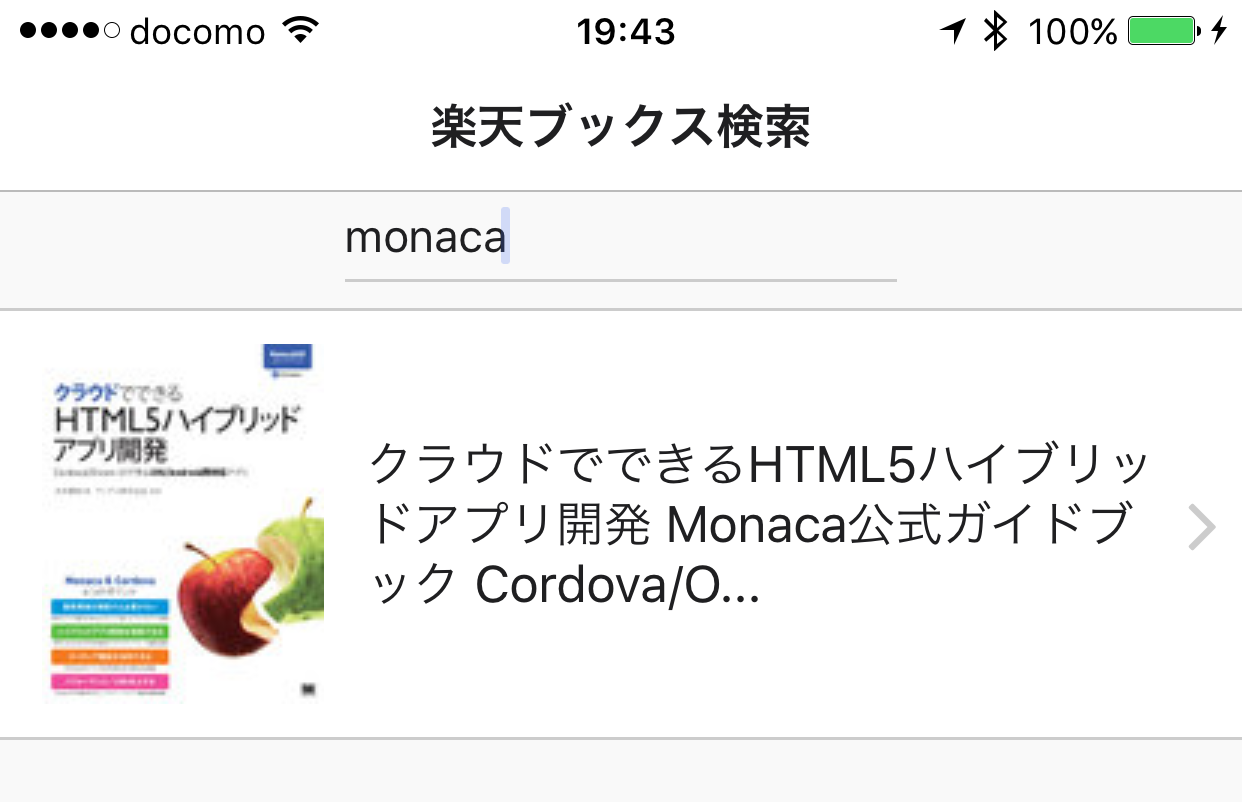 docomo 19:43 100%
楽天ブックス検索
monaca
クラウドでできる
HTML5ハイブリッド
アプリ開発
Monaca & Cordova
クラウドでできるHTML5ハイブリッ
ドアプリ開発 Monaca公式ガイドブ
ック Cordova/O...